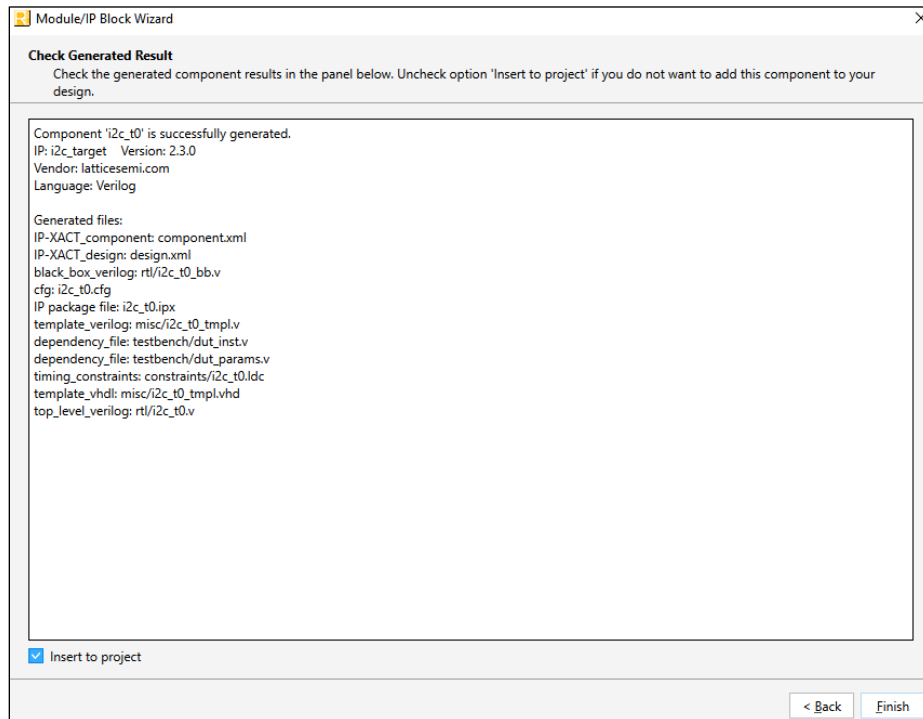 Module/IP Block Wizard
Check Generated Result
Check the generated component results in the panel below. Uncheck option 'Insert to project' if you do not want to add this component to your
design.
Component 'i2c_t0' is successfully generated.
IP: i2c_target    Version: 2.3.0
Vendor: latticesemi.com
Language: Verilog
Generated files:
IP-XACT_component: component.xml
IP-XACT_design: design.xml
black_box_verilog: rtl/i2c_t0_bb.v
cfg: i2c_t0.cfg
IP package file: i2c_t0.ipx
template_verilog: misc/i2c_t0_tmpl.v
dependency_file: testbench/dut_inst.v
dependency_file: testbench/dut_params.v
timing_constraints: constraints/i2c_t0.ldc
template_vhdl: misc/i2c_t0_tmpl.vhd
top_level_verilog: rtl/i2c_t0.v
Insert to project
< Back
Finish